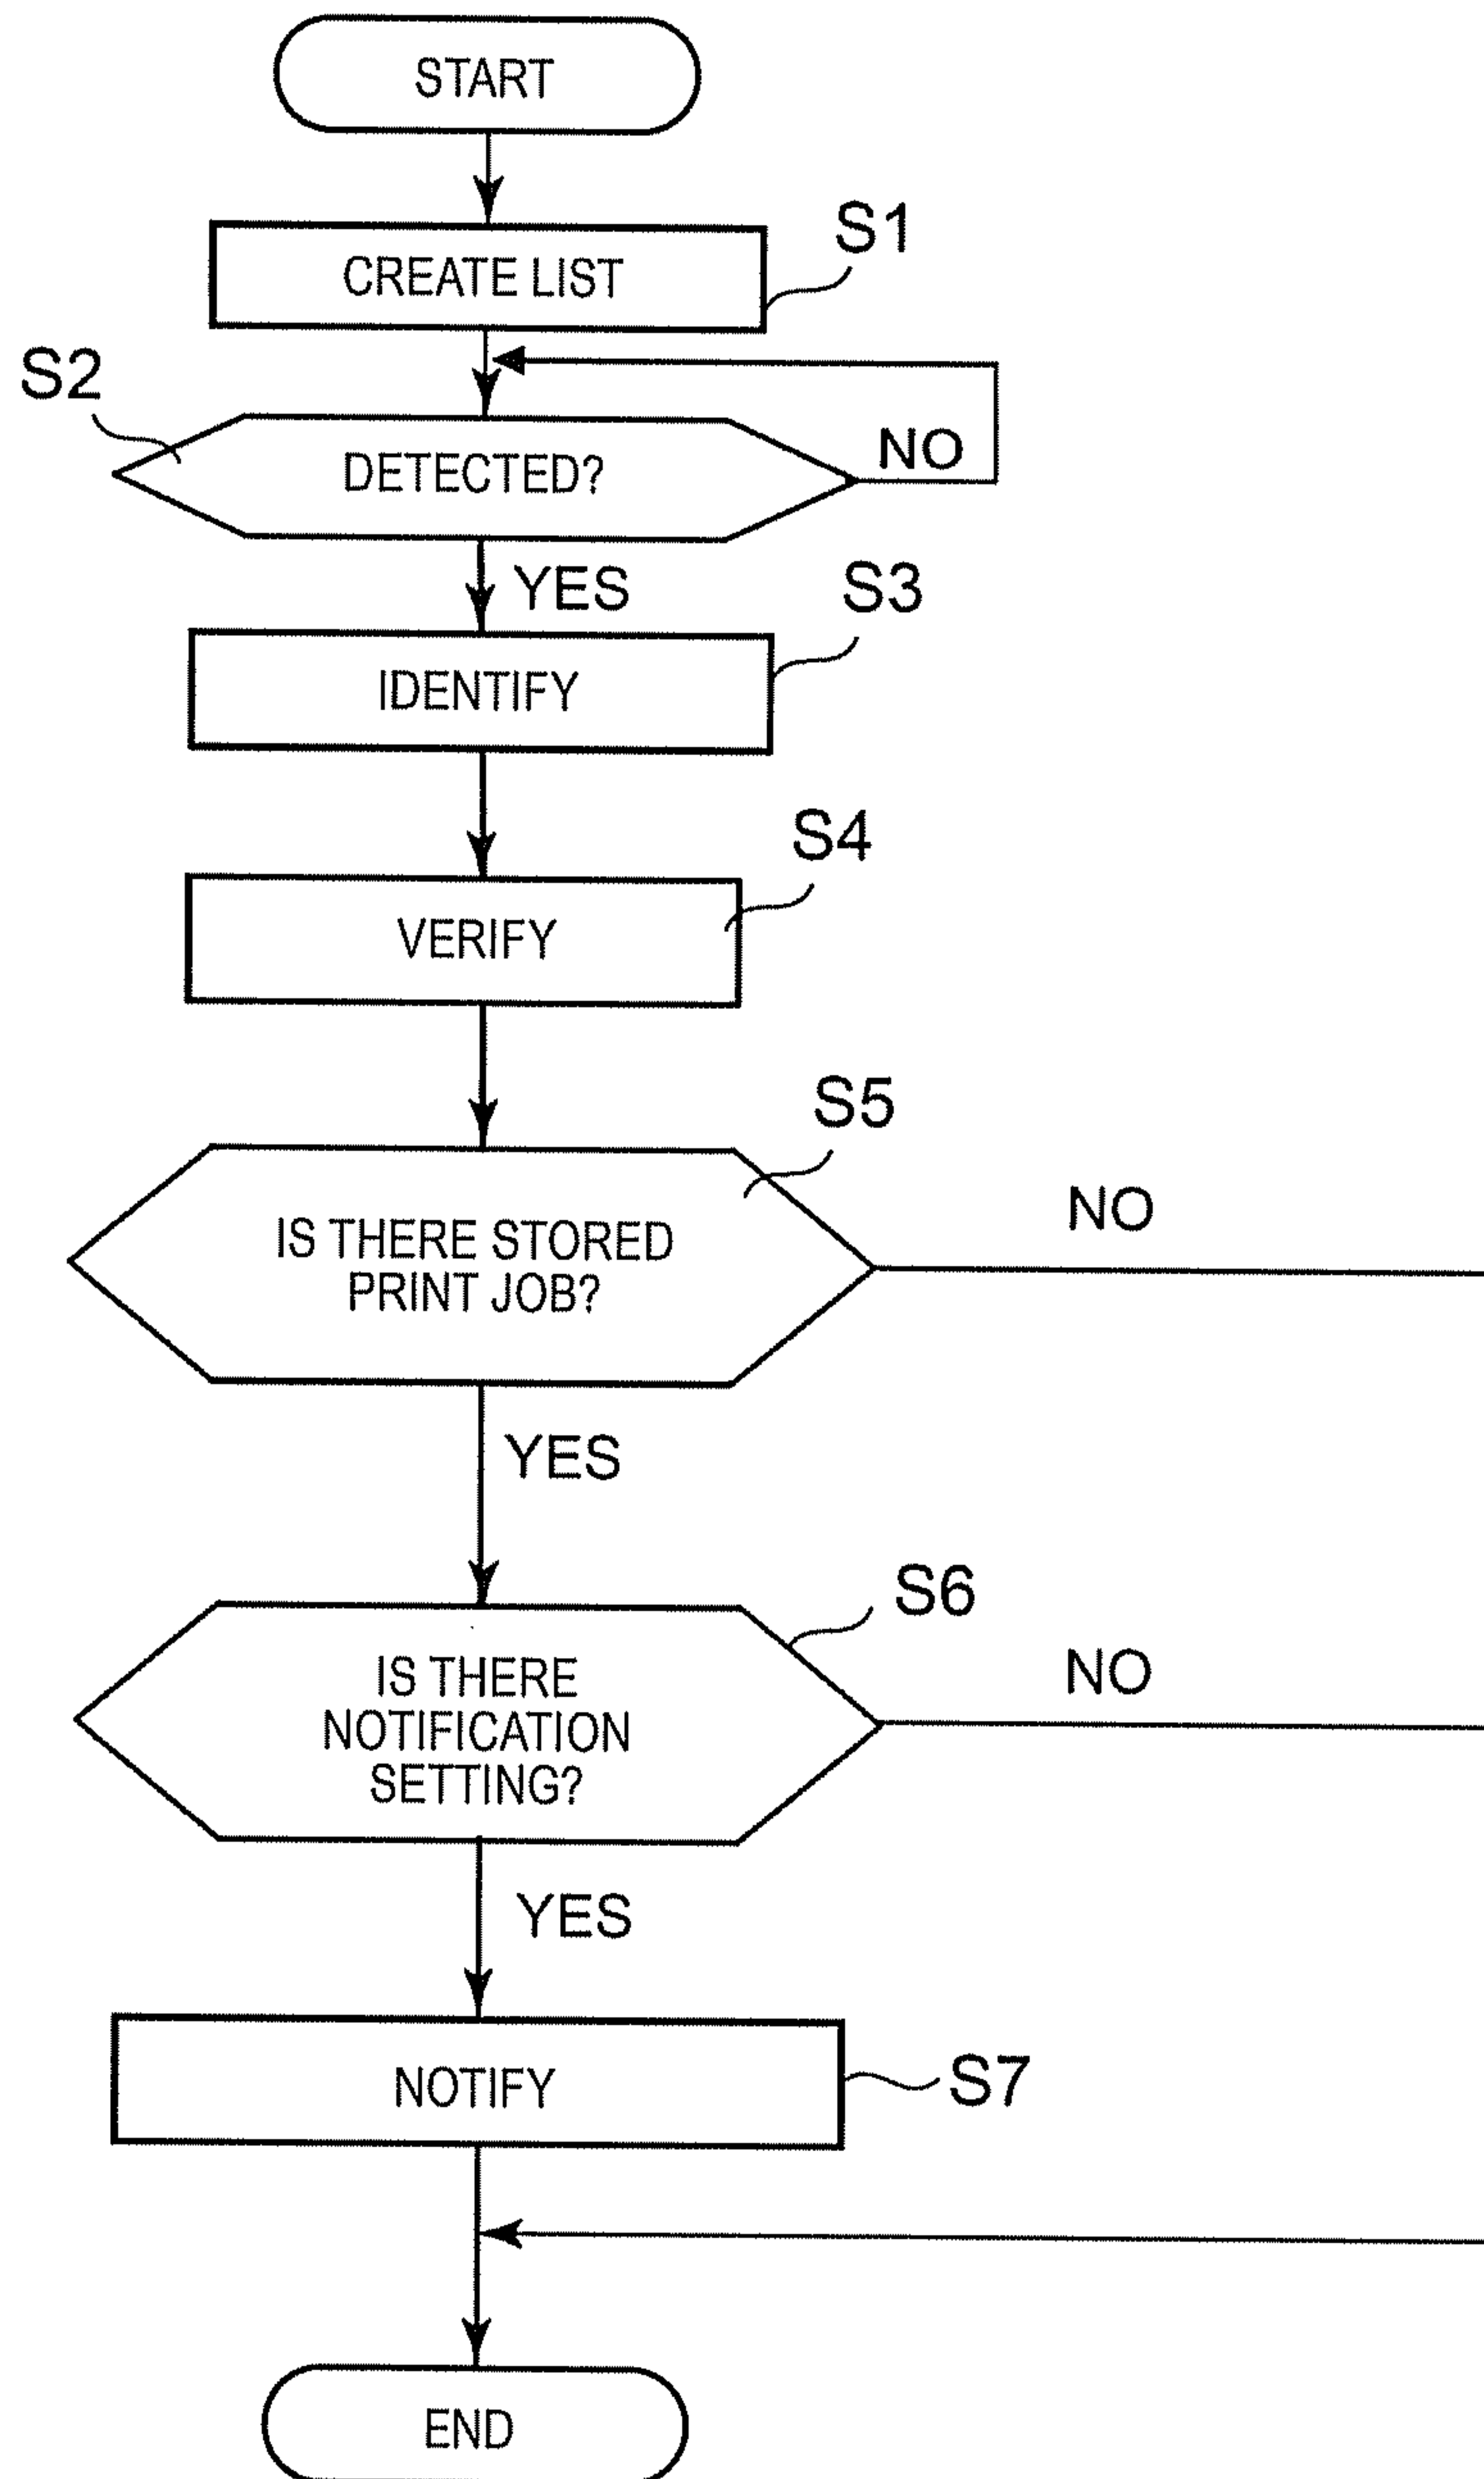 START
S1
CREATE LIST
S2
DETECTED?
NO
YES
S3
IDENTIFY
S4
VERIFY
S5
IS THERE STORED
PRINT JOB?
NO
YES
S6
IS THERE
NOTIFICATION
SETTING?
NO
YES
NOTIFY
S7
END